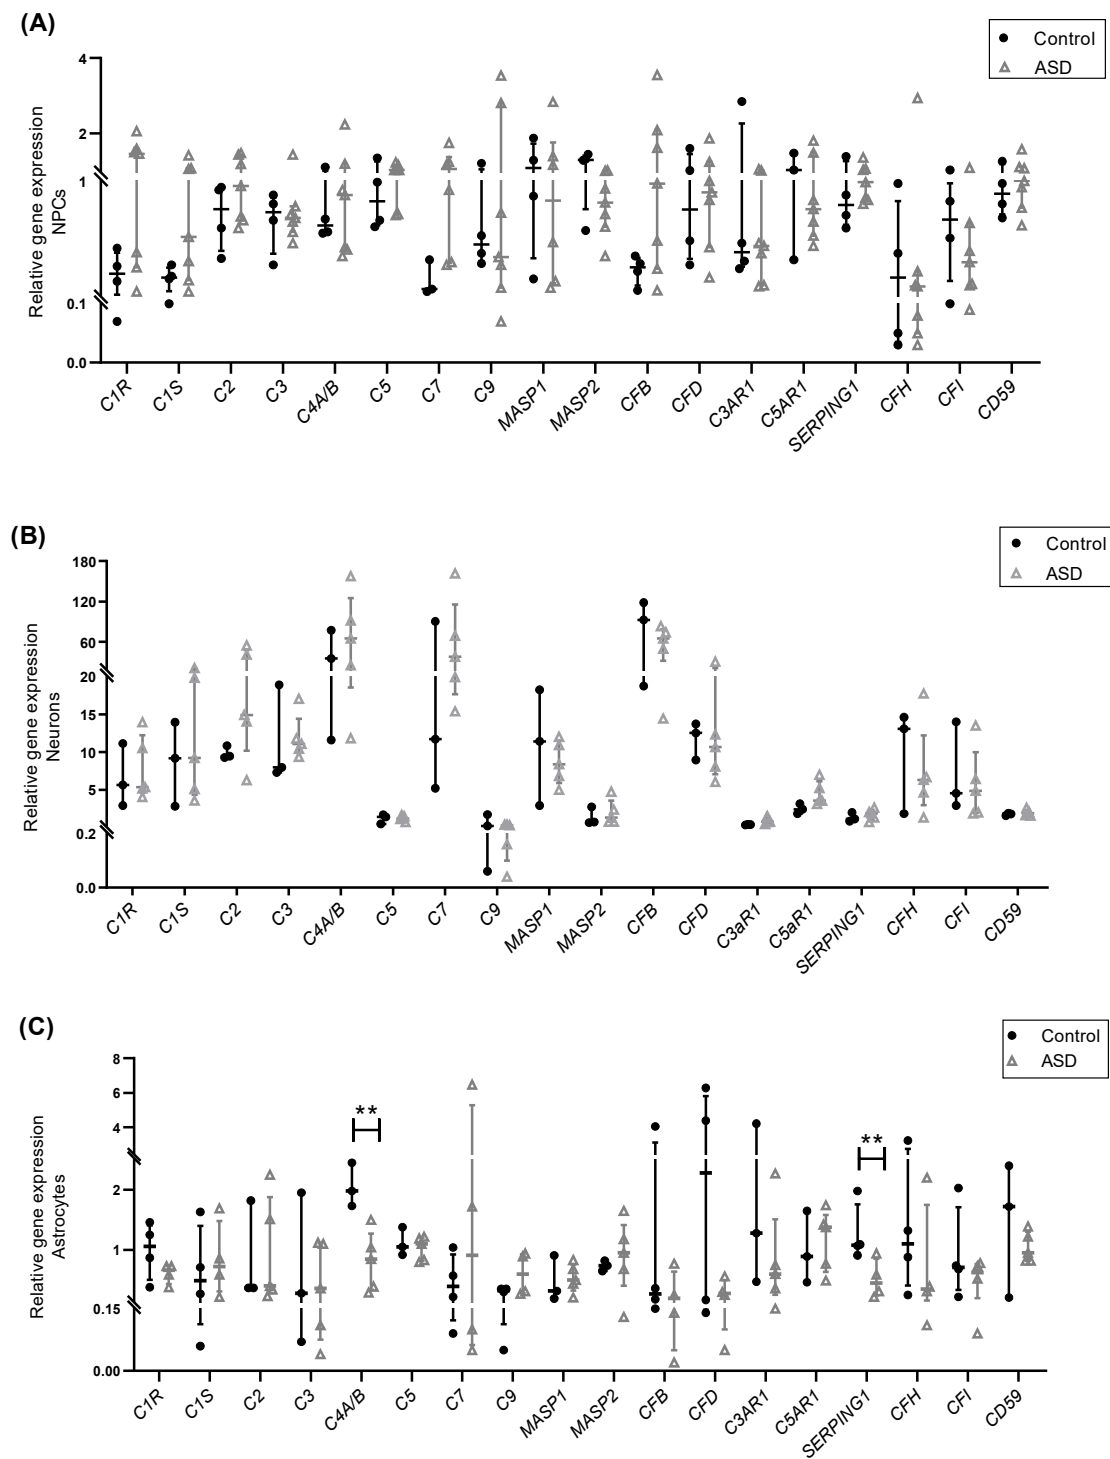 (A)
Control
ASD
Relative gene expression
NPCs
4
2
1
0.1
0.0
C1R C1S C2 C3 C4A/B C5 C7 C9 MASP1 MASP2 CFB CFD C3AR1 C5AR1 SERPING1 CFH CFI CD59
(B)
Control
ASD
Relative gene expression
Neurons
180
120
60
20
15
10
5
0.2
0.0
C1R C1S C2 C3 C4A/B C5 C7 C9 MASP1 MASP2 CFB CFD C3aR1 C5aR1 SERPING1 CFH CFI CD59
(C)
Control
ASD
Relative gene expression
Astrocytes
8
6
4
2
1
0.15
0.00
**
**
C1R C1S C2 C3 C4A/B C5 C7 C9 MASP1 MASP2 CFB CFD C3AR1 C5AR1 SERPING1 CFH CFI CD59